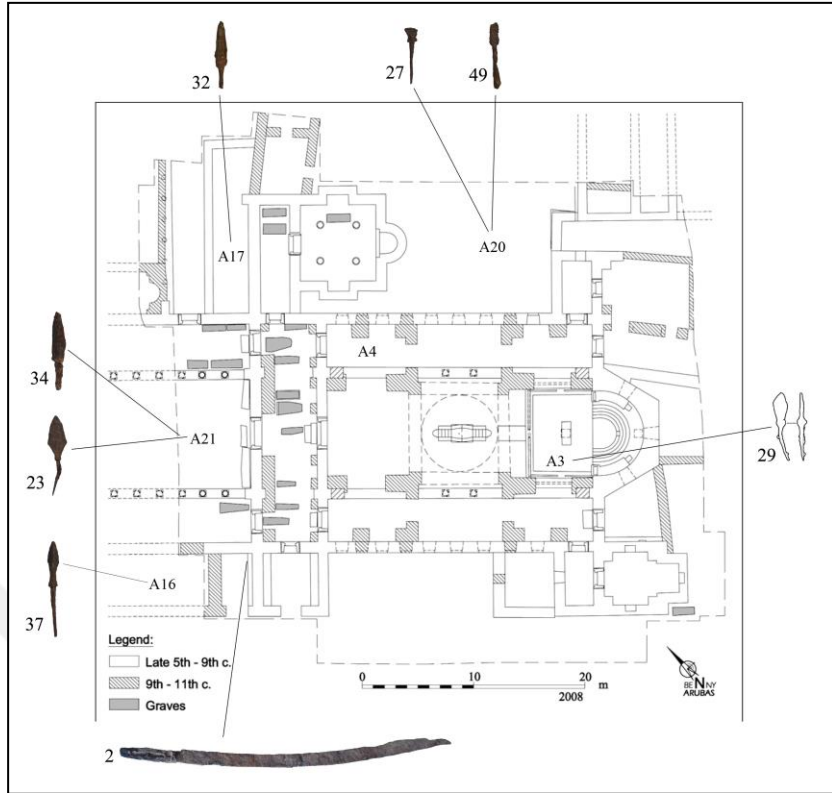 32
27
49
A17
A20
34
A4
A21
23
A3
29
A16
37
Legend:
Late 5th - 9th c.
9th - 11th c.
Graves
0 10 20 m
2008
BE NNY
ARUBAS
2